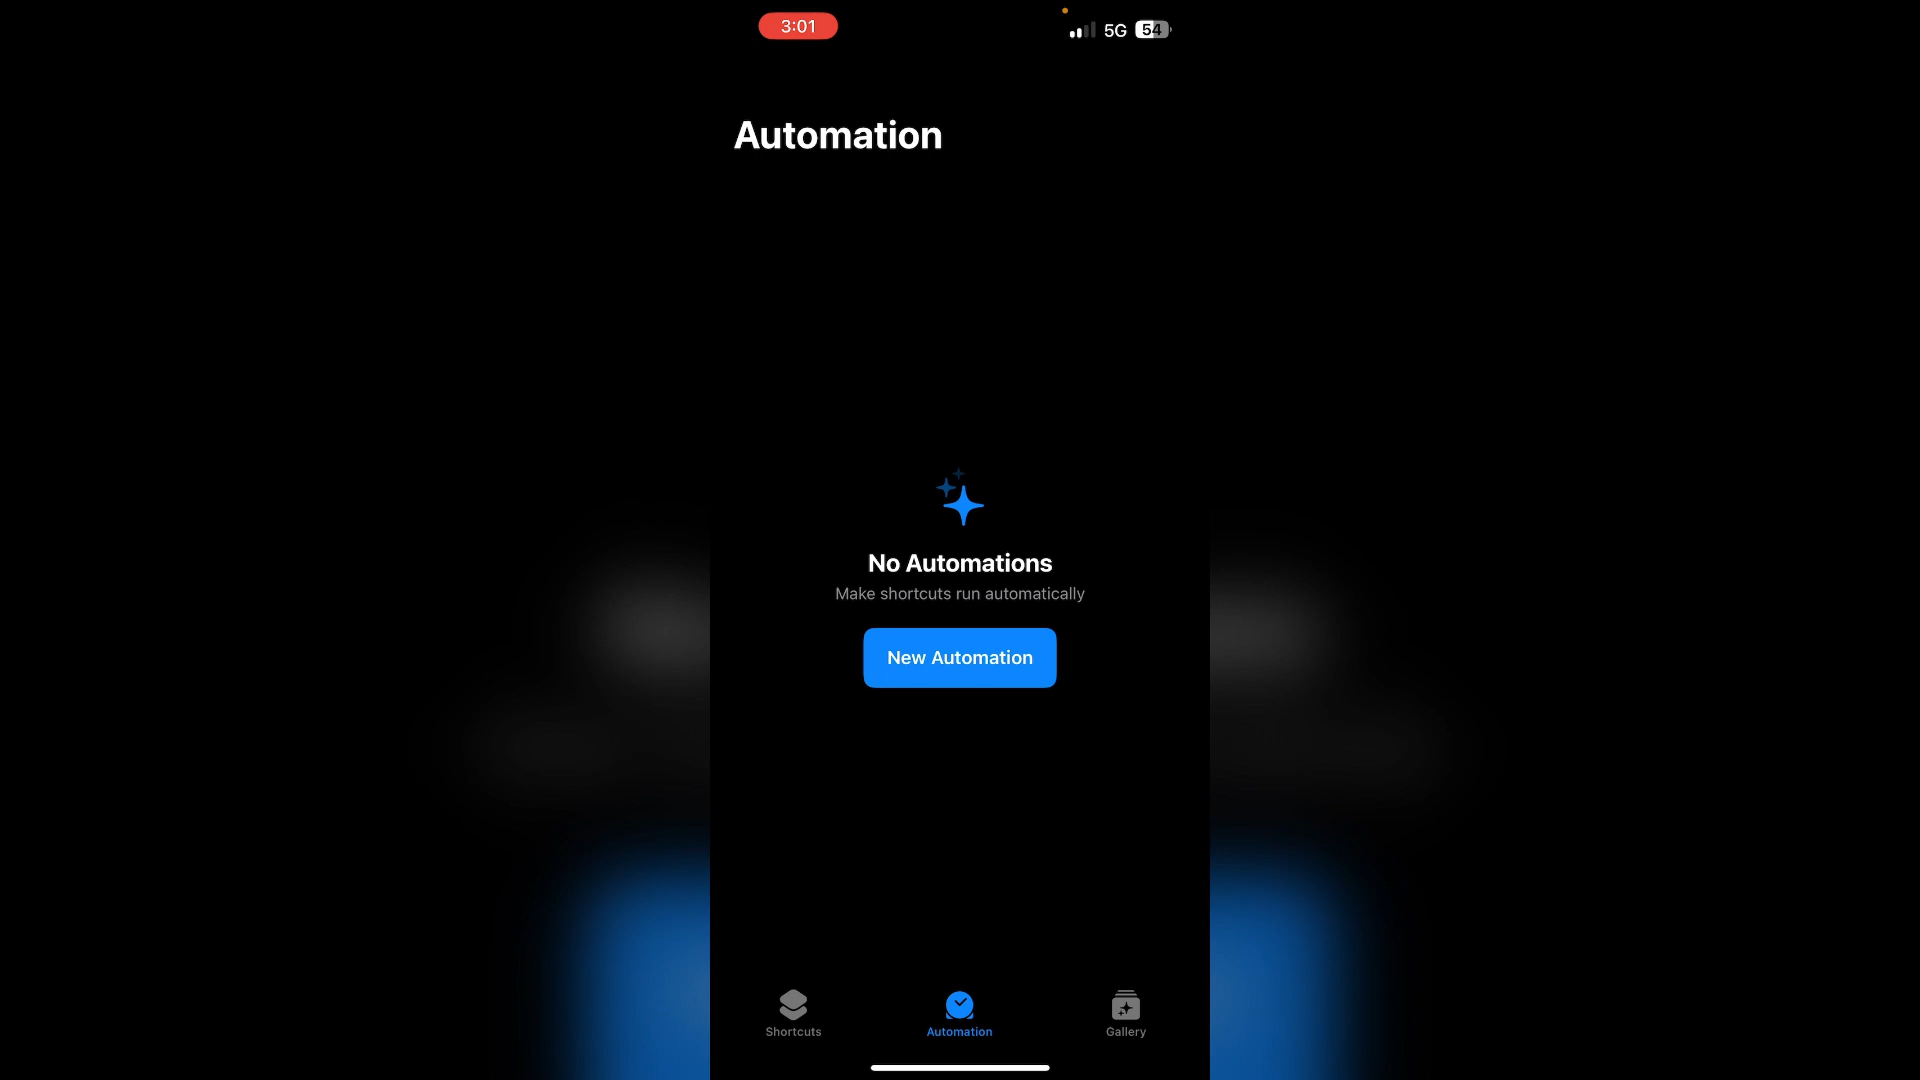 3:01
5G
54
Automation
No Automations
Make shortcuts run automatically
New Automation
Shortcuts
Automation
Gallery